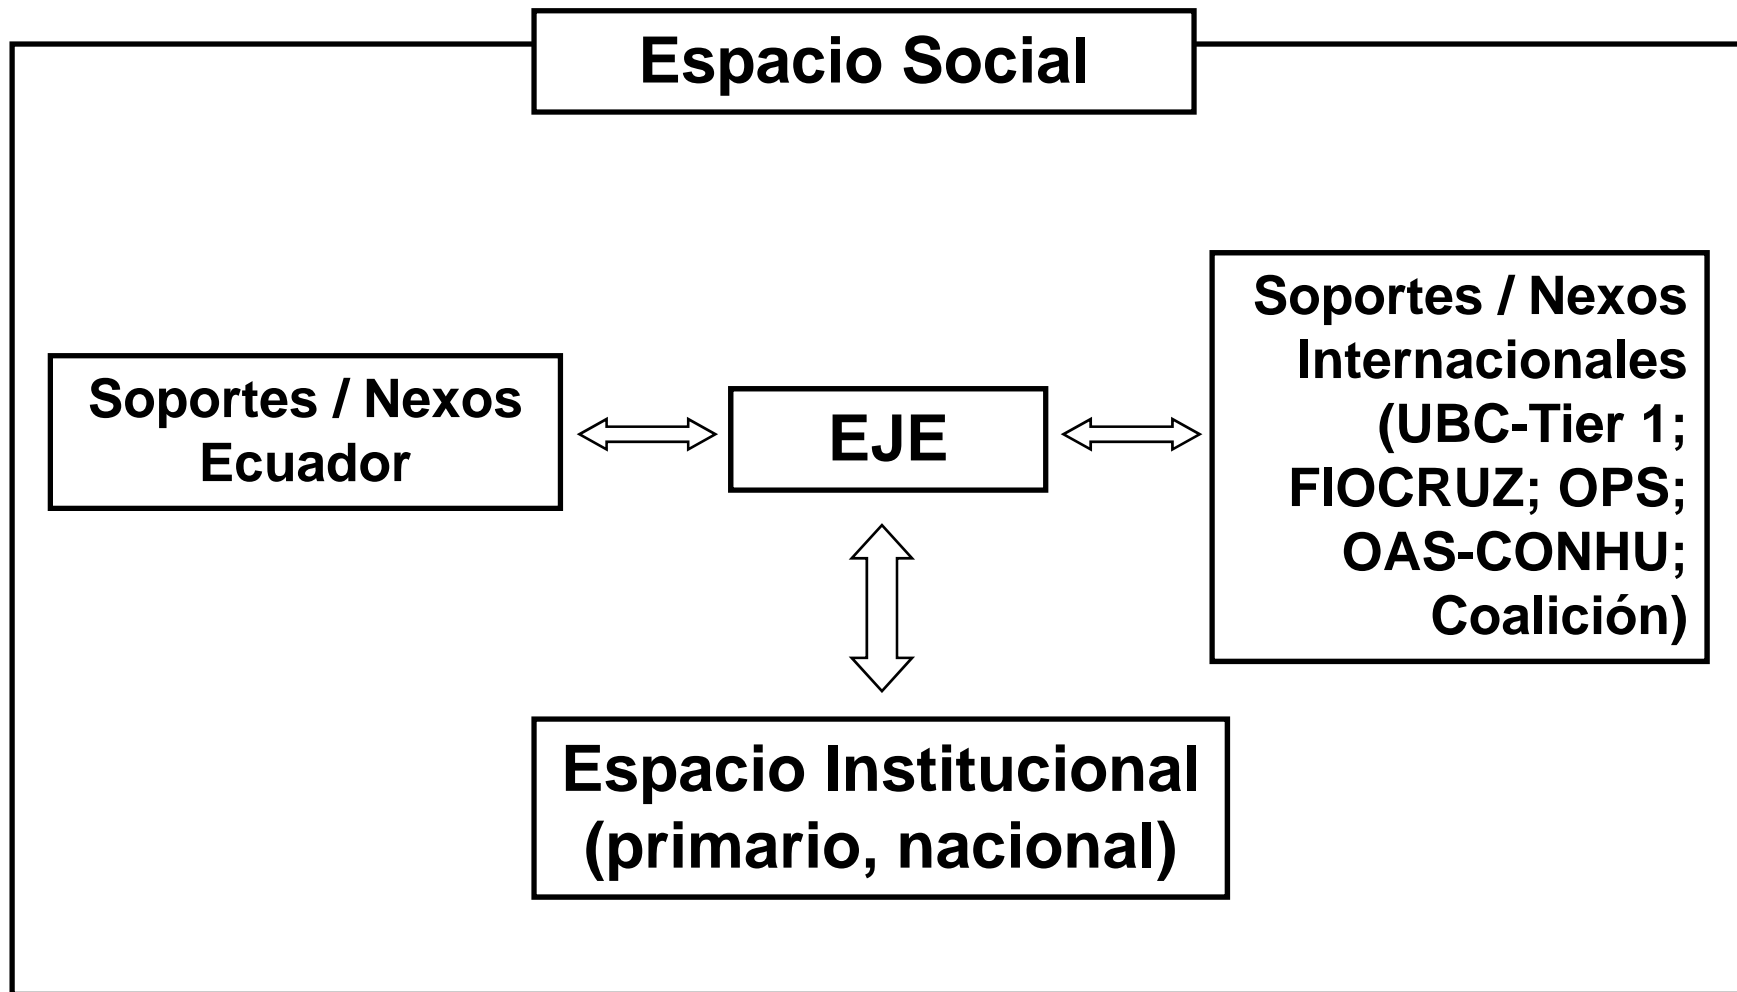 Espacio Social
Soportes / Nexos
Ecuador
EJE
Soportes / Nexos
Internacionales
(UBC-Tier 1;
FIOCRUZ; OPS;
OAS-CONHU;
Coalición)
Espacio Institucional
(primario, nacional)